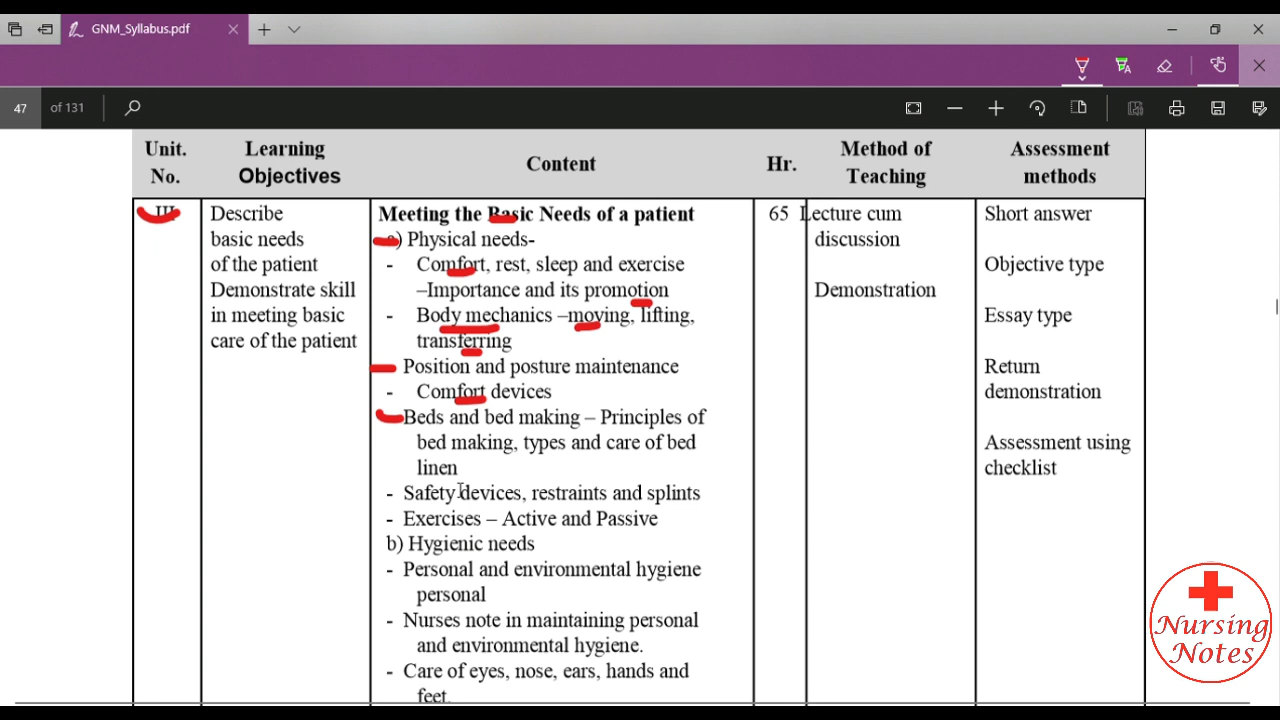 GNM_Syllabus.pdf
47 of 131
Unit. No. Learning Objectives Content Hr. Method of Teaching Assessment methods
III
Describe
basic needs
of the patient
Demonstrate skill
in meeting basic
care of the patient
Meeting the Basic Needs of a patient
a) Physical needs-
- Comfort, rest, sleep and exercise
–Importance and its promotion
- Body mechanics –moving, lifting,
transferring
- Position and posture maintenance
- Comfort devices
- Beds and bed making – Principles of
bed making, types and care of bed
linen
- Safety devices, restraints and splints
- Exercises – Active and Passive
b) Hygienic needs
- Personal and environmental hygiene
personal
- Nurses note in maintaining personal
and environmental hygiene.
- Care of eyes, nose, ears, hands and
feet
65
Lecture cum
discussion
Demonstration
Short answer
Objective type
Essay type
Return
demonstration
Assessment using
checklist
Nursing
Notes